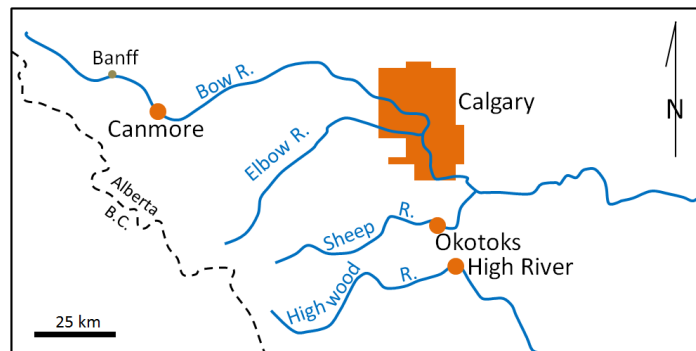 Banff
Bow R.
Calgary
N
Canmore
Elbow R.
Alberta
B.C.
Sheep R.
Okotoks
High River
High wood R.
25 km